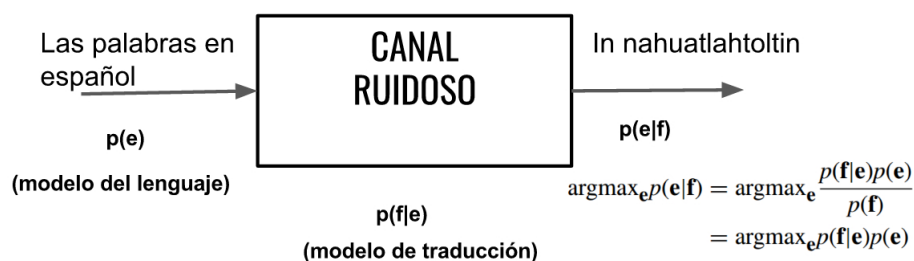 Las palabras en
español
CANAL
RUIDOSO
In nahuatlahtoltin
p(e)
(modelo del lenguaje)
p(f|e)
(modelo de traducción)
p(e|f)
argmax_e p(e|f) = argmax_e p(f|e)p(e) / p(f)
= argmax_e p(f|e)p(e)